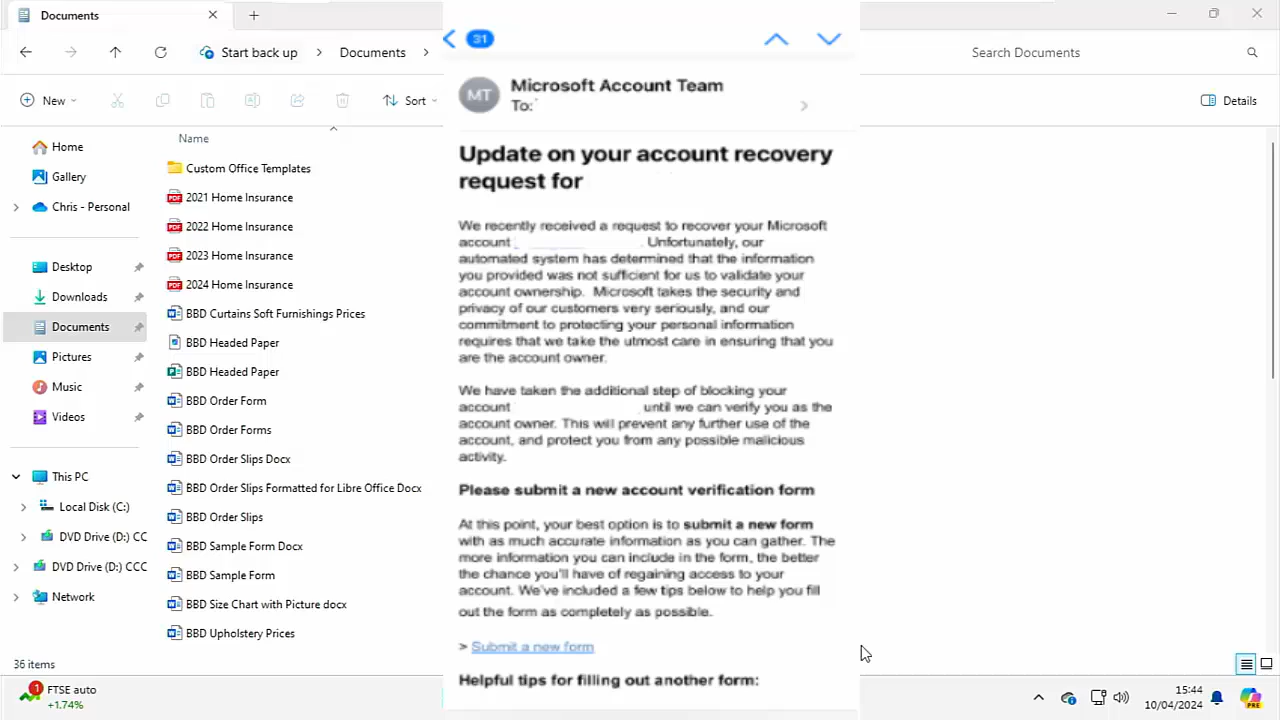 Documents
Start back up
Documents
Search Documents
New
Sort
Details
Name
Home
Gallery
Chris - Personal
Desktop
Downloads
Documents
Pictures
Music
Videos
This PC
Local Disk (C:)
DVD Drive (D:) CC
DVD Drive (D:) CCC
Network
Custom Office Templates
2021 Home Insurance
2022 Home Insurance
2023 Home Insurance
2024 Home Insurance
BBD Curtains Soft Furnishings Prices
BBD Headed Paper
BBD Headed Paper
BBD Order Form
BBD Order Forms
BBD Order Slips Docx
BBD Order Slips Formatted for Libre Office Docx
BBD Order Slips
BBD Sample Form Docx
BBD Sample Form
BBD Size Chart with Picture docx
BBD Upholstery Prices
31
MT
Microsoft Account Team
To:
Update on your account recovery
request for
We recently received a request to recover your Microsoft
account . Unfortunately, our
automated system has determined that the information
you provided was not sufficient for us to validate your
account ownership. Microsoft takes the security and
privacy of our customers very seriously, and our
commitment to protecting your personal information
requires that we take the utmost care in ensuring that you
are the account owner.
We have taken the additional step of blocking your
account until we can verify you as the
account owner. This will prevent any further use of the
account, and protect you from any possible malicious
activity.
Please submit a new account verification form
At this point, your best option is to submit a new form
with as much accurate information as you can gather. The
more information you can include in the form, the better
the chance you'll have of regaining access to your
account. We've included a few tips below to help you fill
out the form as completely as possible.
> Submit a new form
Helpful tips for filling out another form:
36 items
1
FTSE auto
+1.74%
15:44
10/04/2024
PRE